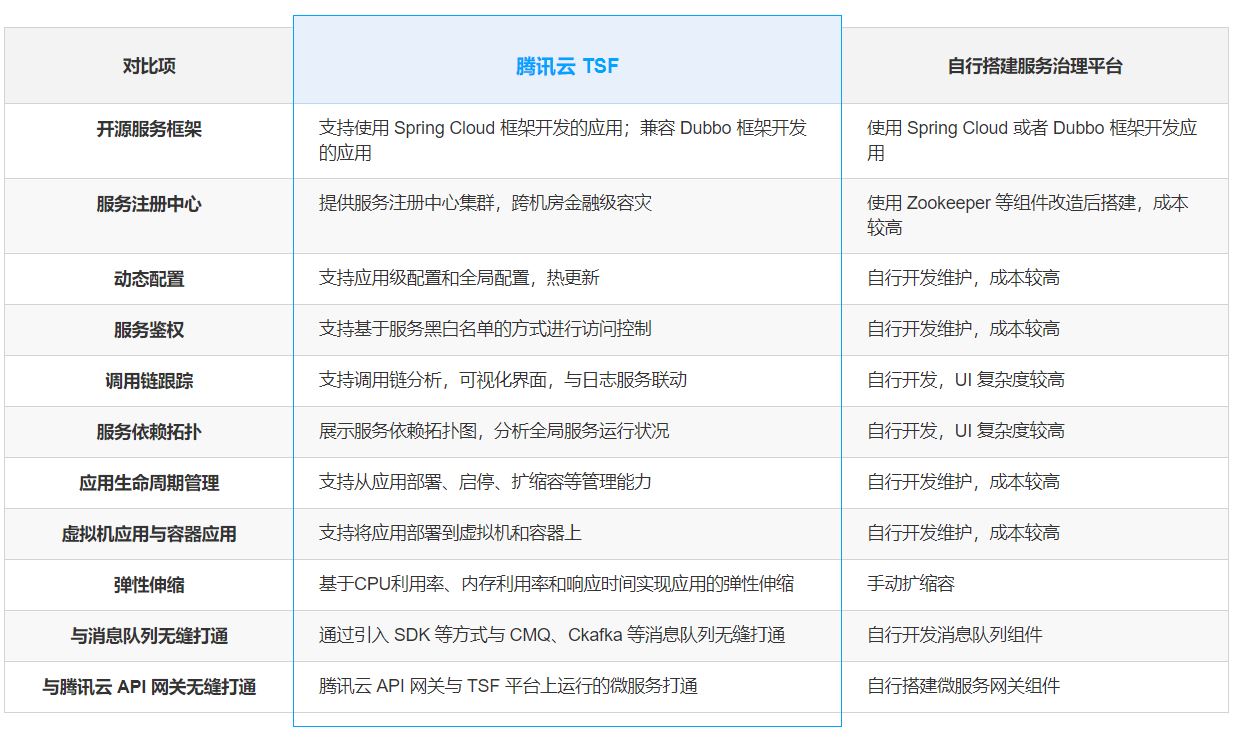 对比项
腾讯云 TSF
自行搭建服务治理平台
开源服务框架
支持使用 Spring Cloud 框架开发的应用；兼容 Dubbo 框架开发
的应用
使用 Spring Cloud 或者 Dubbo 框架开发应
用
服务注册中心
提供服务注册中心集群，跨机房金融级容灾
使用 Zookeeper 等组件改造后搭建，成本
较高
动态配置
支持应用级配置和全局配置，热更新
自行开发维护，成本较高
服务鉴权
支持基于服务黑白名单的方式进行访问控制
自行开发维护，成本较高
调用链跟踪
支持调用链分析，可视化界面，与日志服务联动
自行开发，UI 复杂度较高
服务依赖拓扑
展示服务依赖拓扑图，分析全局服务运行状况
自行开发，UI 复杂度较高
应用生命周期管理
支持从应用部署、启停、扩缩容等管理能力
自行开发维护，成本较高
虚拟机应用与容器应用
支持将应用部署到虚拟机和容器上
自行开发维护，成本较高
弹性伸缩
基于CPU利用率、内存利用率和响应时间实现应用的弹性伸缩
手动扩缩容
与消息队列无缝打通
通过引入 SDK 等方式与 CMQ、Ckafka 等消息队列无缝打通
自行开发消息队列组件
与腾讯云 API 网关无缝打通
腾讯云 API 网关与 TSF 平台上运行的微服务打通
自行搭建微服务网关组件